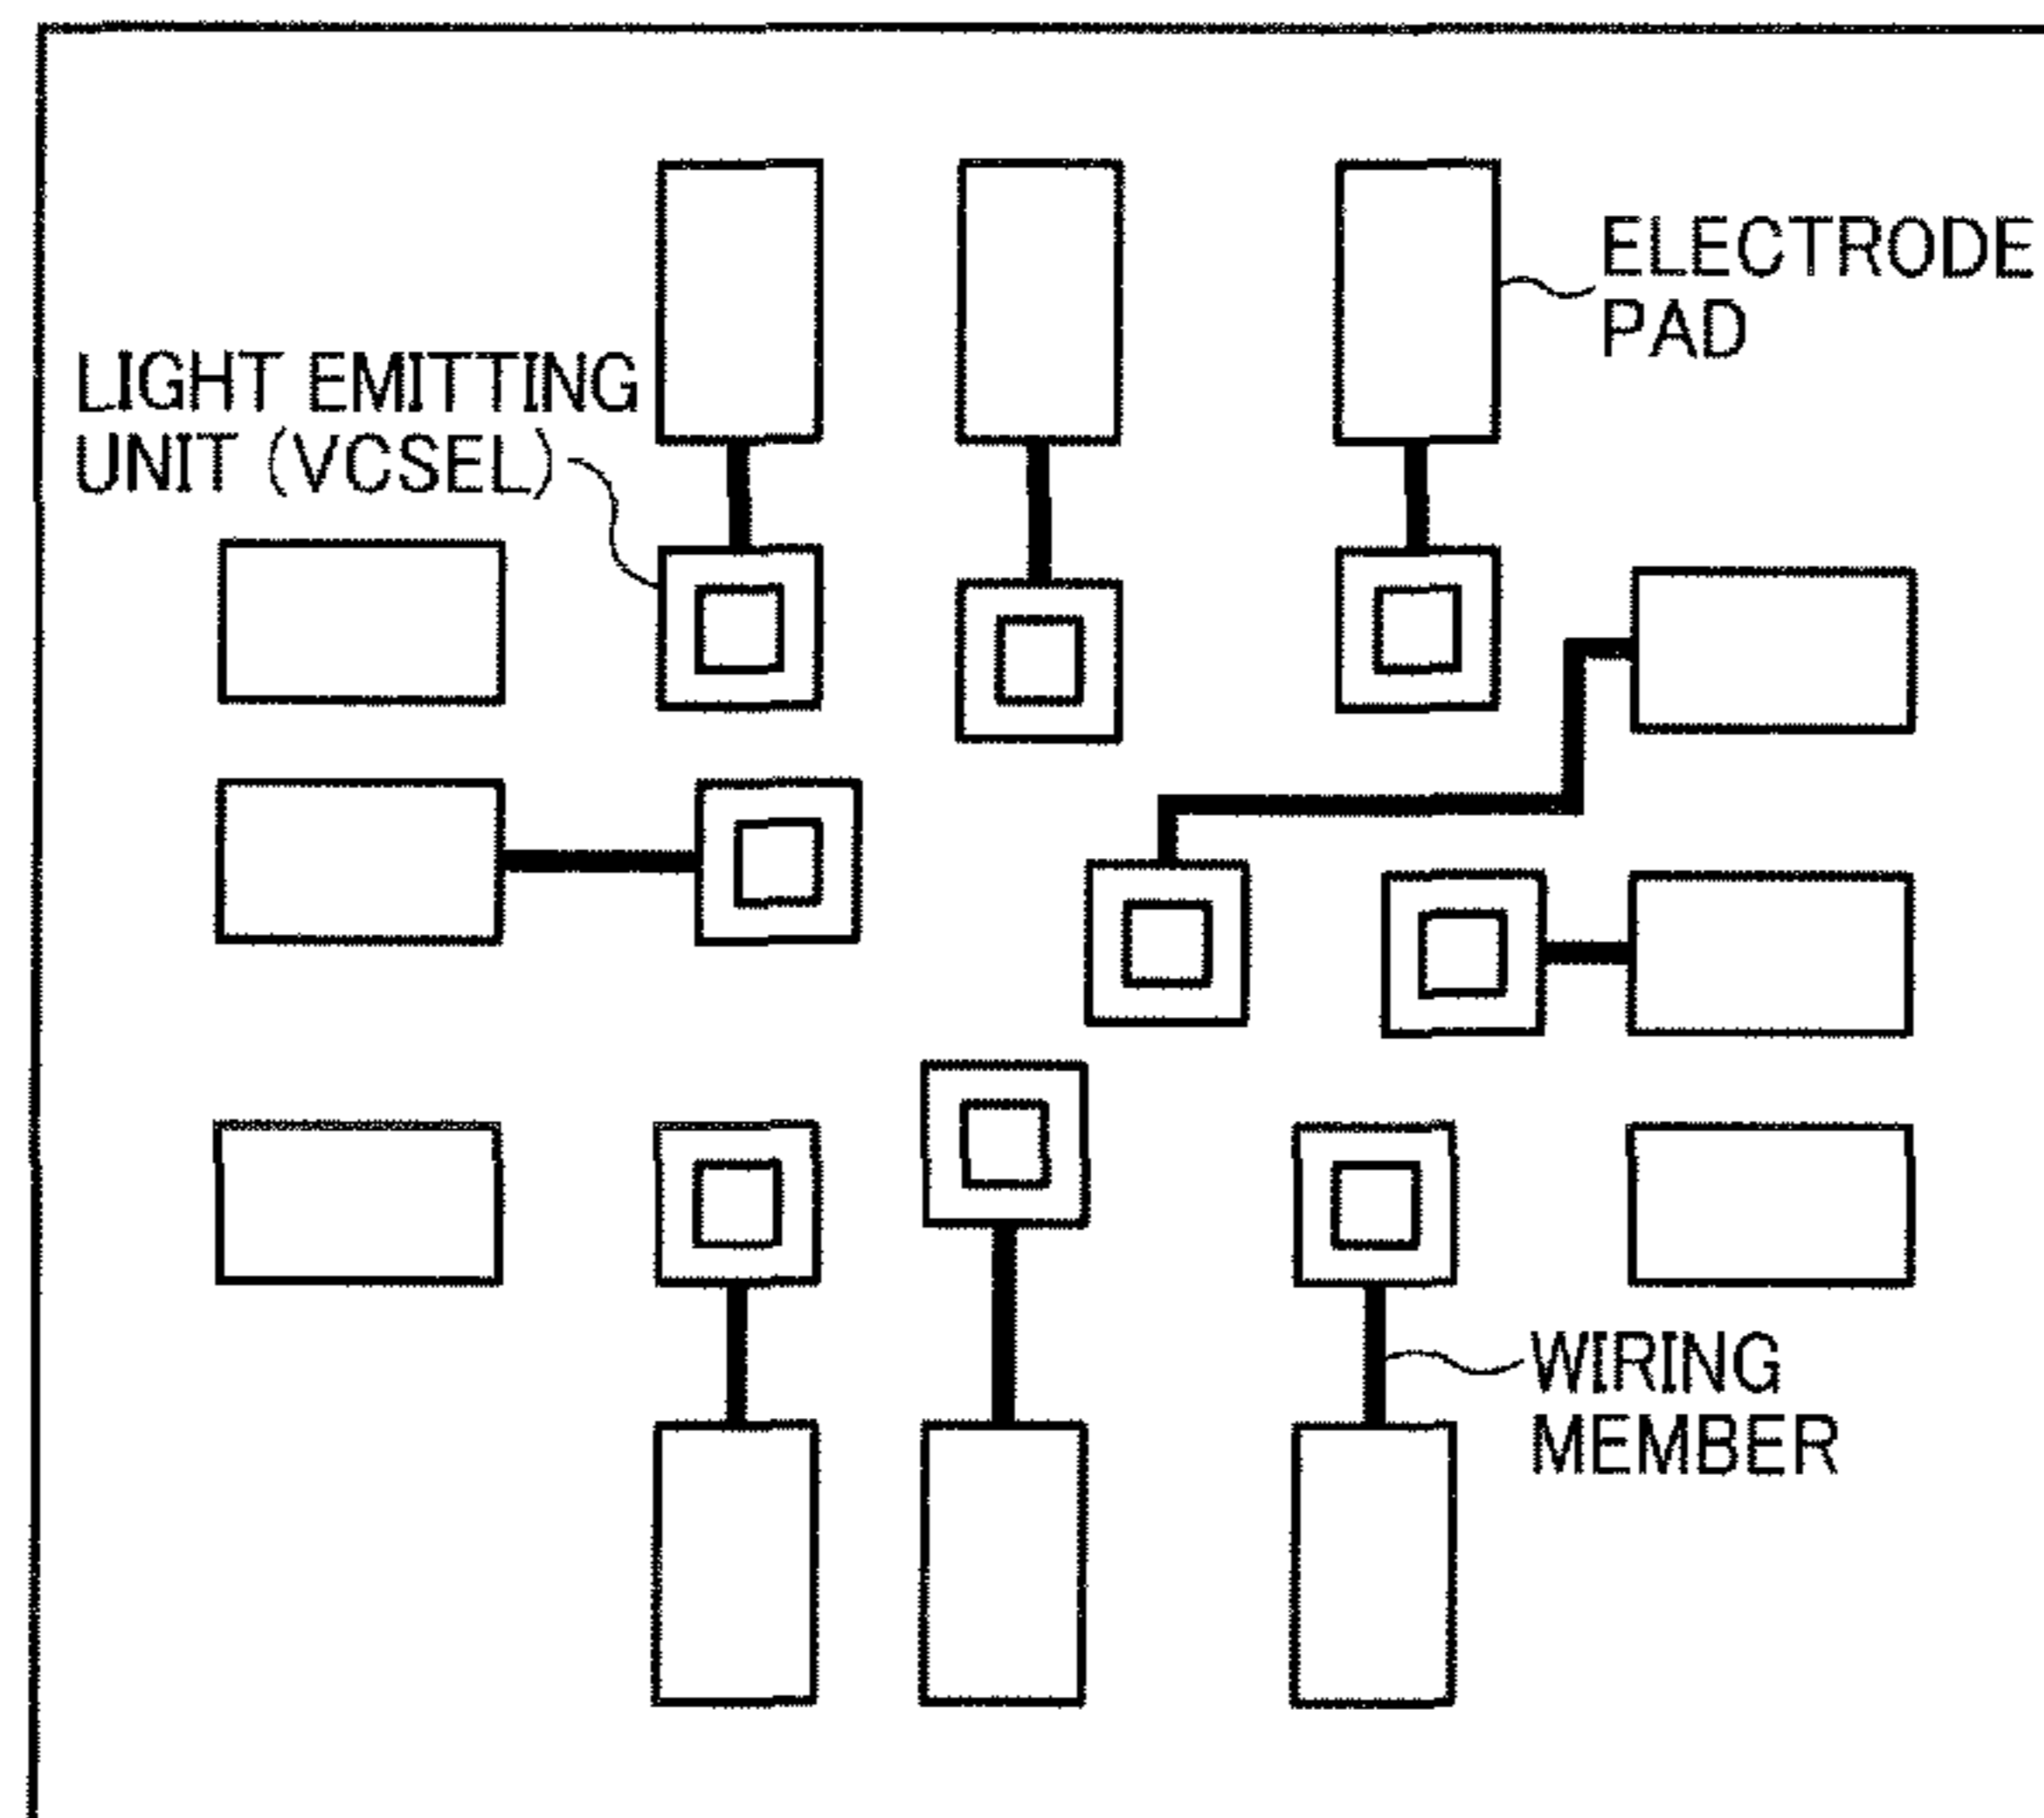 ELECTRODE
PAD
LIGHT EMITTING
UNIT (VCSEL)
WIRING
MEMBER